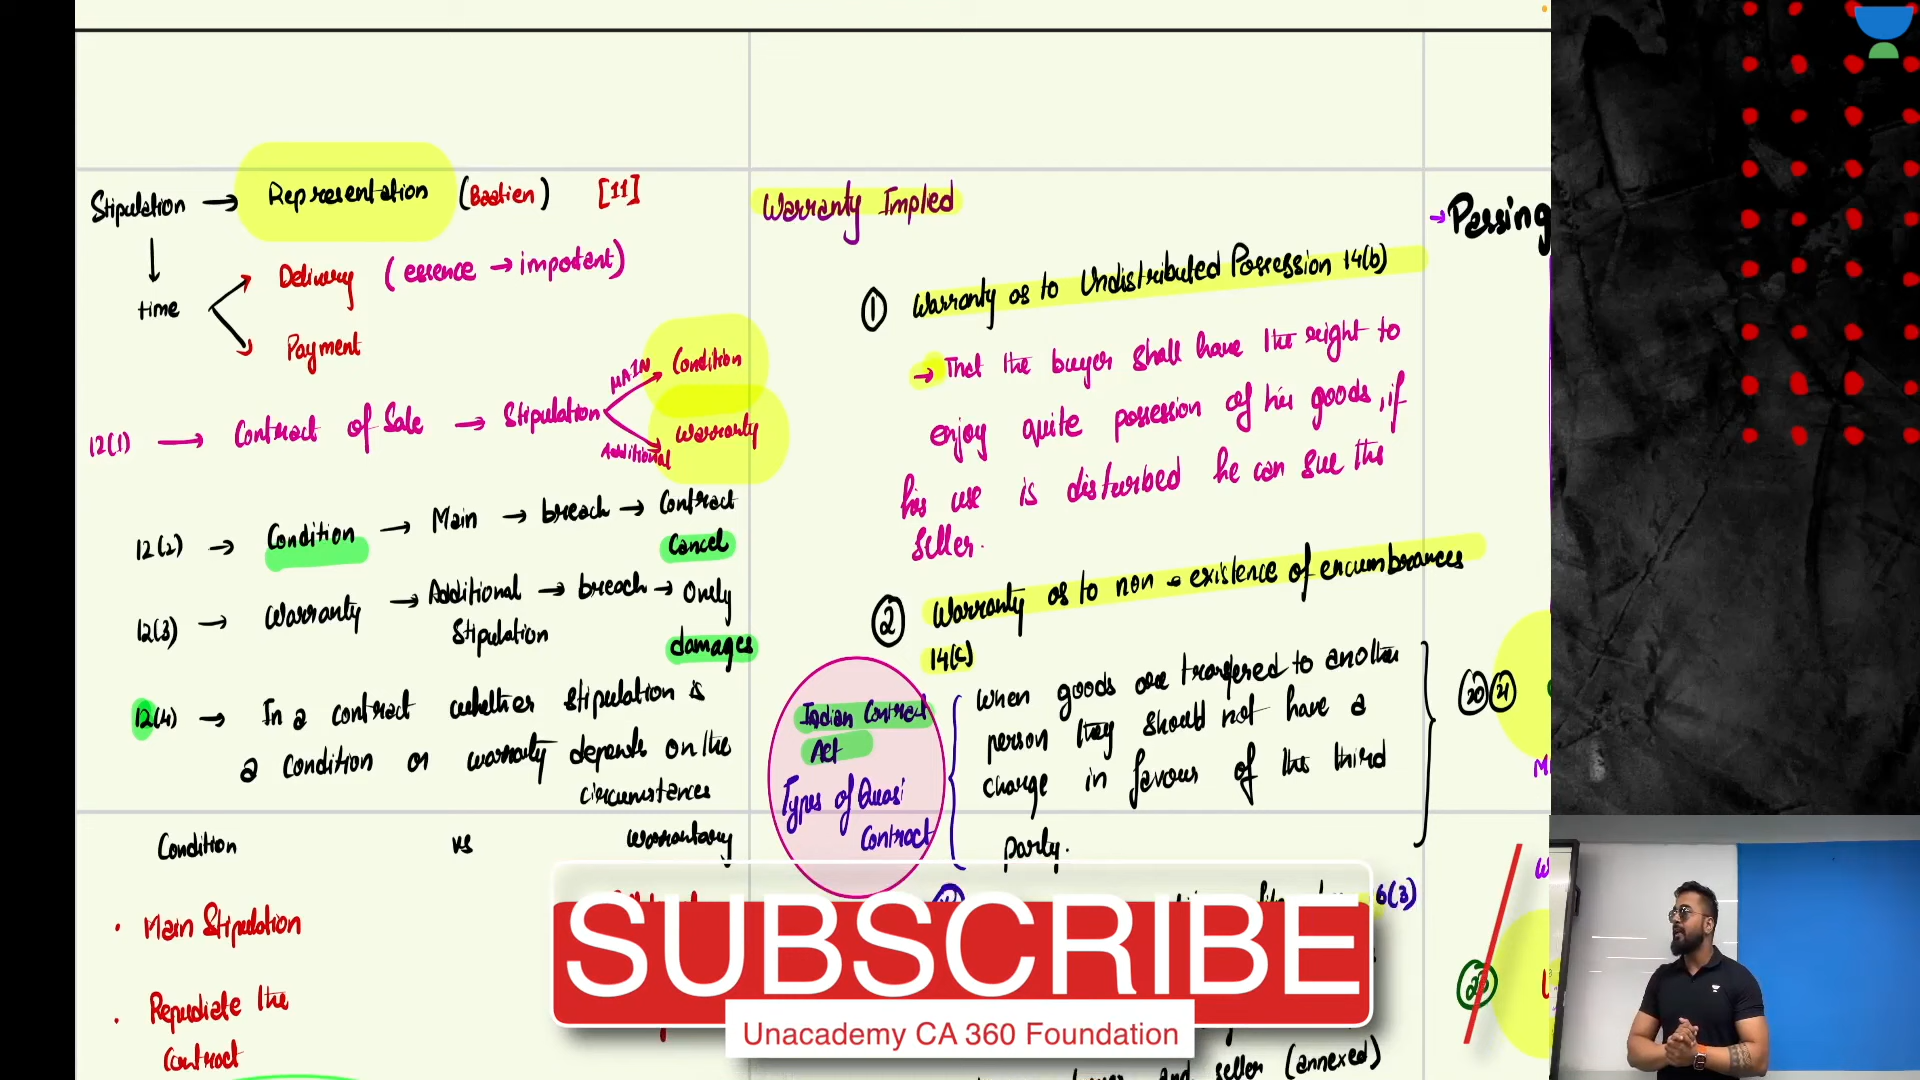 Stipulation → Representation (Bastien) [11]
time
Delivery (essence → important)
Payment
12(1) → Contract of Sale → Stipulation
MAIN Condition
Additional Warranty
12(2) → Condition → Main → breach → Contract
Cancel
12(3) → Warranty → Additional → breach → Only
Stipulation damages
12(4) → In a contract whether stipulation is
a condition or warranty depends on the
circumstances
Condition vs warrantary
• Main Stipulation
• Repudiate the
Contract
Warranty Impled
① Warranty as to Undistributed Possession 14(b)
→ That the buyer shall have the right to
enjoy quite possession of his goods, if
his use is disturbed he can sue the
seller.
② Warranty as to non - existence of encumbrances
14(c)
When goods are transfered to another
person they should not have a
charge in favour of the third
party.
Indian Contract
Act
Types of Quasi
Contract
6(3)
seller (annexed)
→ Passing
20 21
SUBSCRIBE
Unacademy CA 360 Foundation